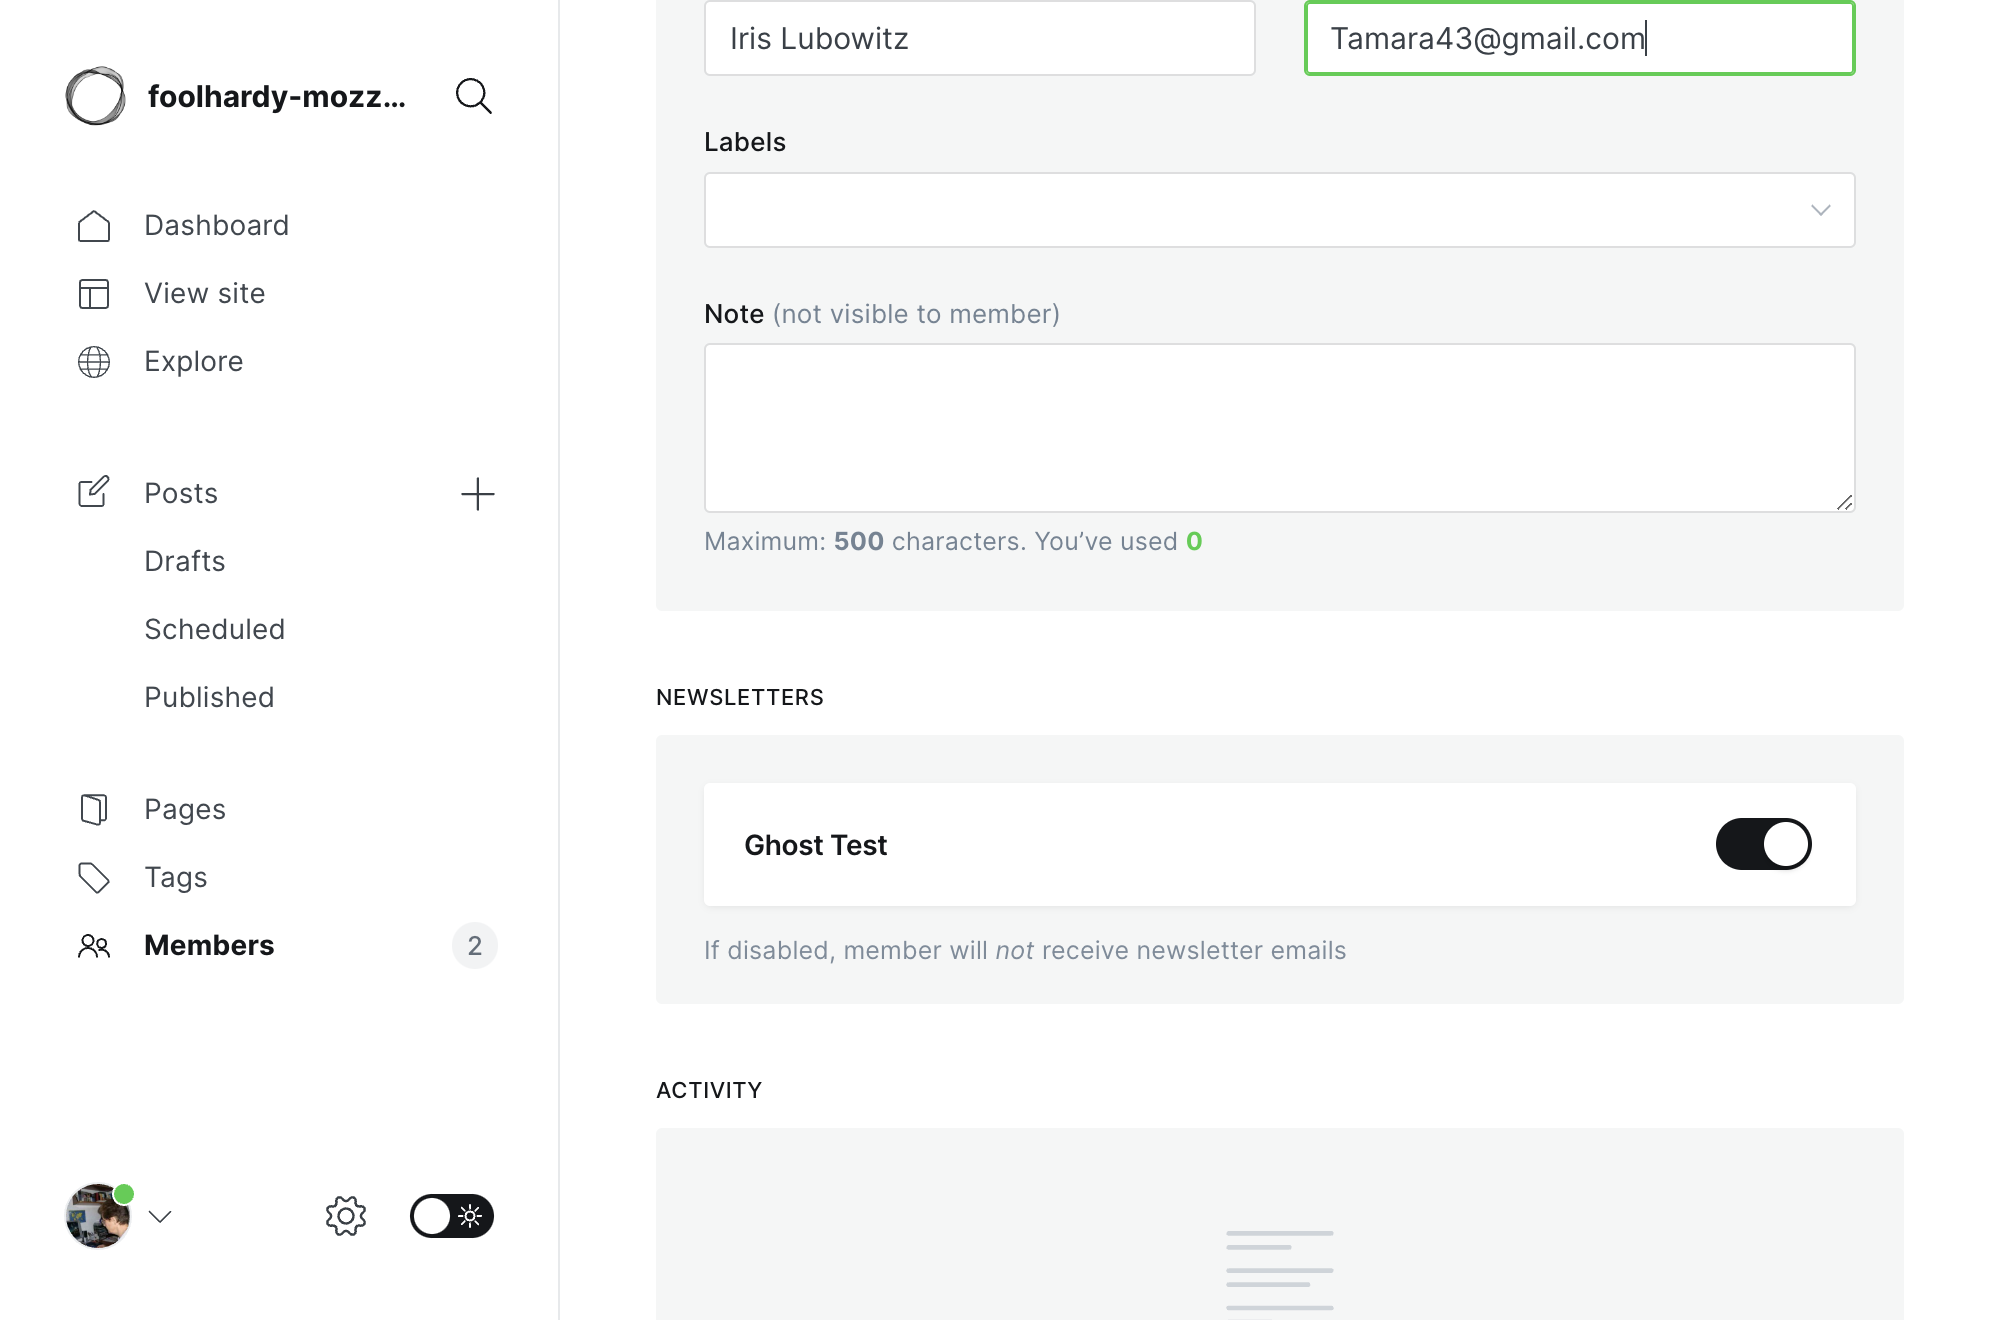 foolhardy-mozz...
Dashboard
View site
Explore
Posts
Drafts
Scheduled
Published
Pages
Tags
Members 2
Iris Lubowitz Tamara43@gmail.com
Labels
Note (not visible to member)
Maximum: 500 characters. You’ve used 0
NEWSLETTERS
Ghost Test
If disabled, member will not receive newsletter emails
ACTIVITY